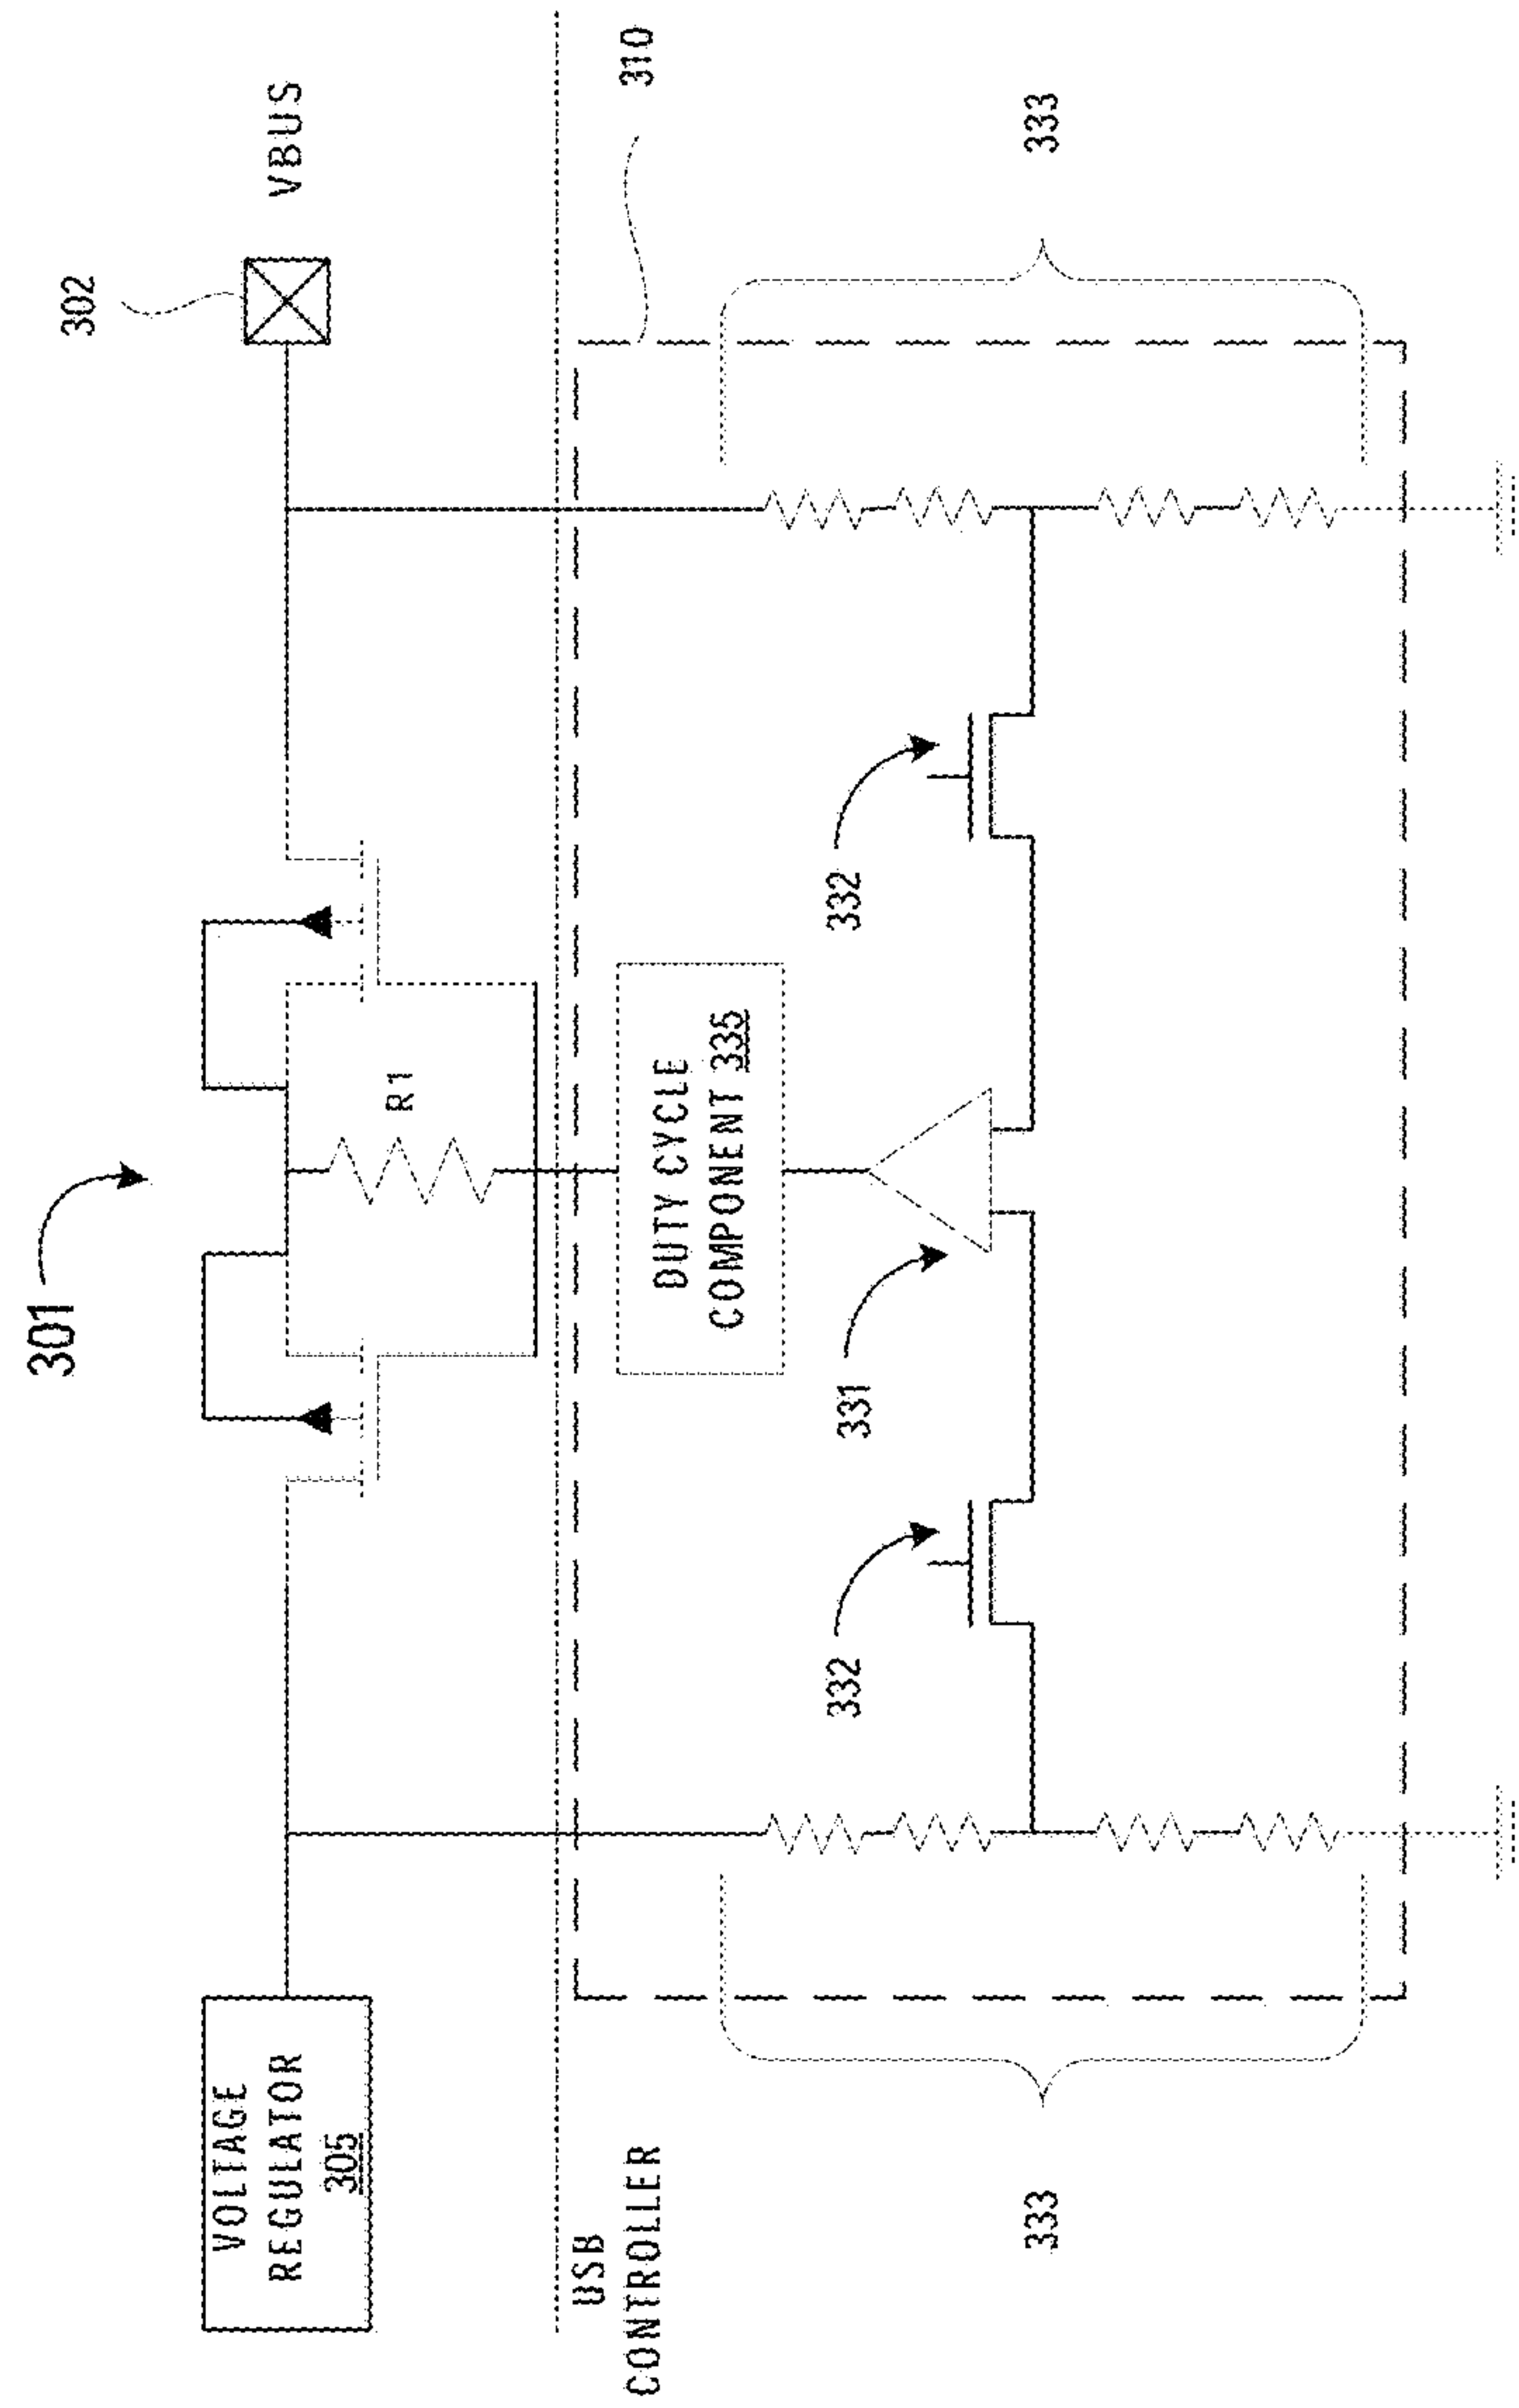 301
302
VOLTAGE
REGULATOR
305
VBUS
R1
USB
CONTROLLER
310
DUTY CYCLE
COMPONENT 335
332
331
332
333
333